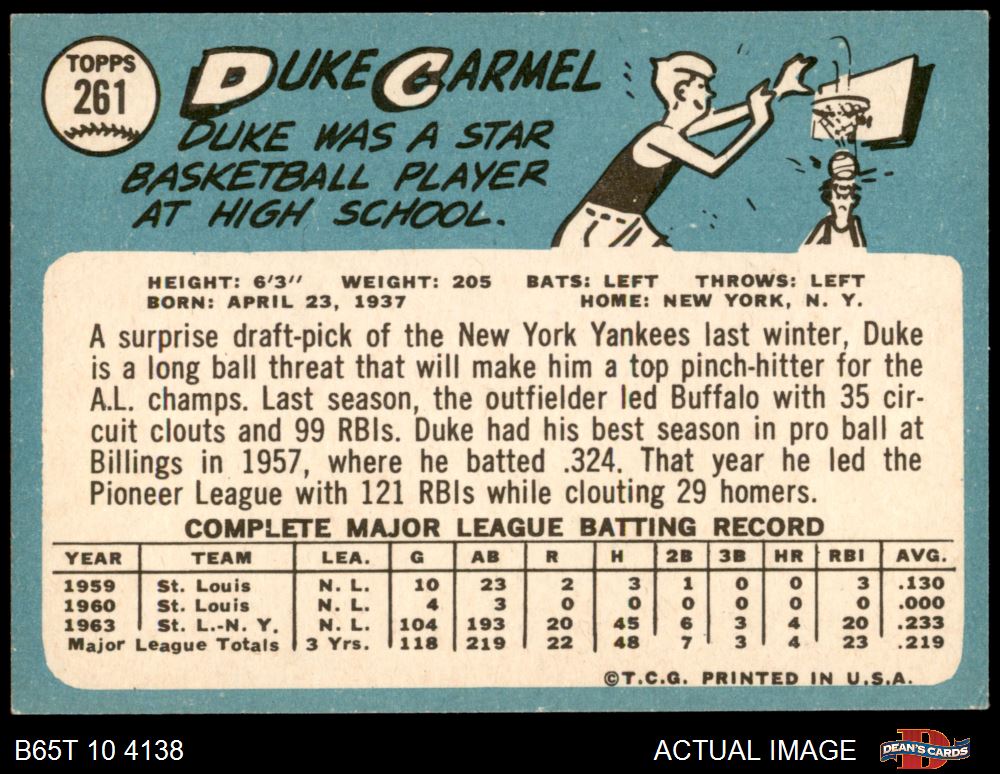 TOPPS
261
DUKE CARMEL
DUKE WAS A STAR
BASKETBALL PLAYER
AT HIGH SCHOOL.
HEIGHT: 6'3" WEIGHT: 205 BATS: LEFT THROWS: LEFT
BORN: APRIL 23, 1937 HOME: NEW YORK, N. Y.
A surprise draft-pick of the New York Yankees last winter, Duke
is a long ball threat that will make him a top pinch-hitter for the
A.L. champs. Last season, the outfielder led Buffalo with 35 cir-
cuit clouts and 99 RBIs. Duke had his best season in pro ball at
Billings in 1957, where he batted .324. That year he led the
Pioneer League with 121 RBIs while clouting 29 homers.
COMPLETE MAJOR LEAGUE BATTING RECORD
YEAR TEAM LEA. G AB R H 2B 3B HR RBI AVG.
1959 St. Louis N. L. 10 23 2 3 1 0 0 3 .130
1960 St. Louis N. L. 4 3 0 0 0 0 0 0 .000
1963 St. L.-N. Y. N. L. 104 193 20 45 6 3 4 20 .233
Major League Totals 3 Yrs. 118 219 22 48 7 3 4 23 .219
©T.C.G. PRINTED IN U.S.A.
B65T 10 4138 ACTUAL IMAGE D DEAN'S CARDS